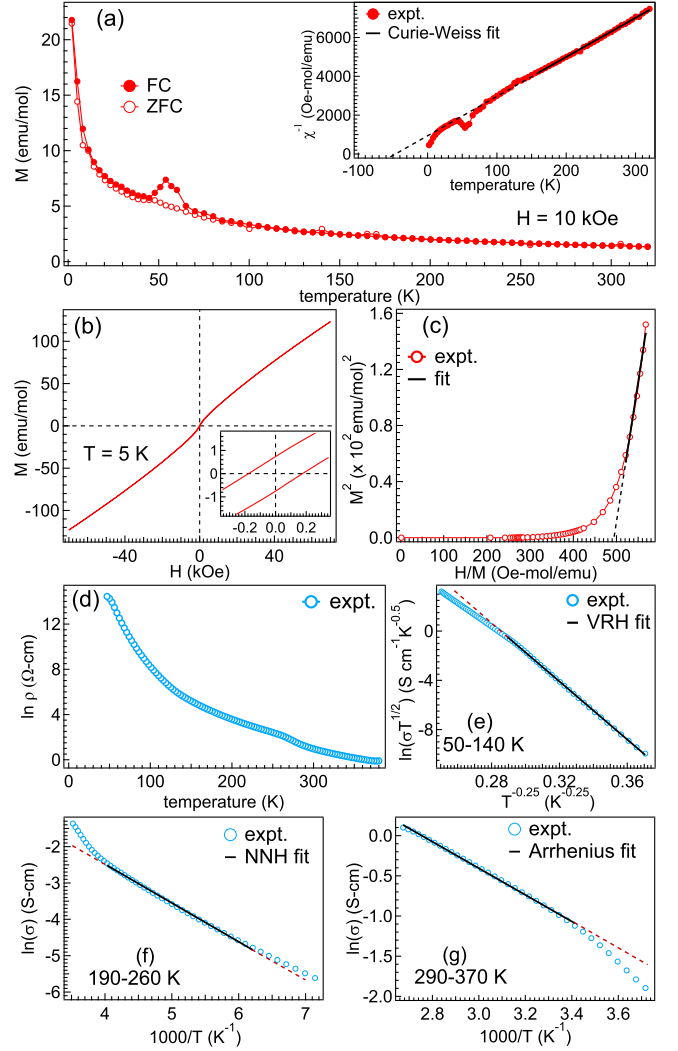 (a)
M (emu/mol)
20
15
10
5
0
FC
ZFC
H = 10 kOe
0 50 100 150 200 250 300
temperature (K)
expt.
Curie-Weiss fit
χ⁻¹ (Oe-mol/emu)
6000
4000
2000
0
-100 0 100 200 300
temperature (K)
(b)
M (emu/mol)
100
50
0
-50
-100
T = 5 K
-40 0 40
H (kOe)
1
0
-1
-0.2 0.0 0.2
(c)
expt.
fit
M² (x 10² emu/mol)²
1.6
1.2
0.8
0.4
0.0
0 100 200 300 400 500
H/M (Oe-mol/emu)
(d)
expt.
ln ρ (Ω-cm)
12
8
4
0
0 100 200 300
temperature (K)
expt.
VRH fit
ln(σT^1/2) (S cm⁻¹K⁻⁰·⁵)
0
-4
-8
(e)
50-140 K
0.28 0.32 0.36
T⁻⁰·²⁵ (K⁻⁰·²⁵)
expt.
NNH fit
ln(σ) (S-cm)
-2
-3
-4
-5
-6
(f)
190-260 K
4 5 6 7
1000/T (K⁻¹)
expt.
Arrhenius fit
ln(σ) (S-cm)
0.0
-0.5
-1.0
-1.5
-2.0
(g)
290-370 K
2.8 3.0 3.2 3.4 3.6
1000/T (K⁻¹)